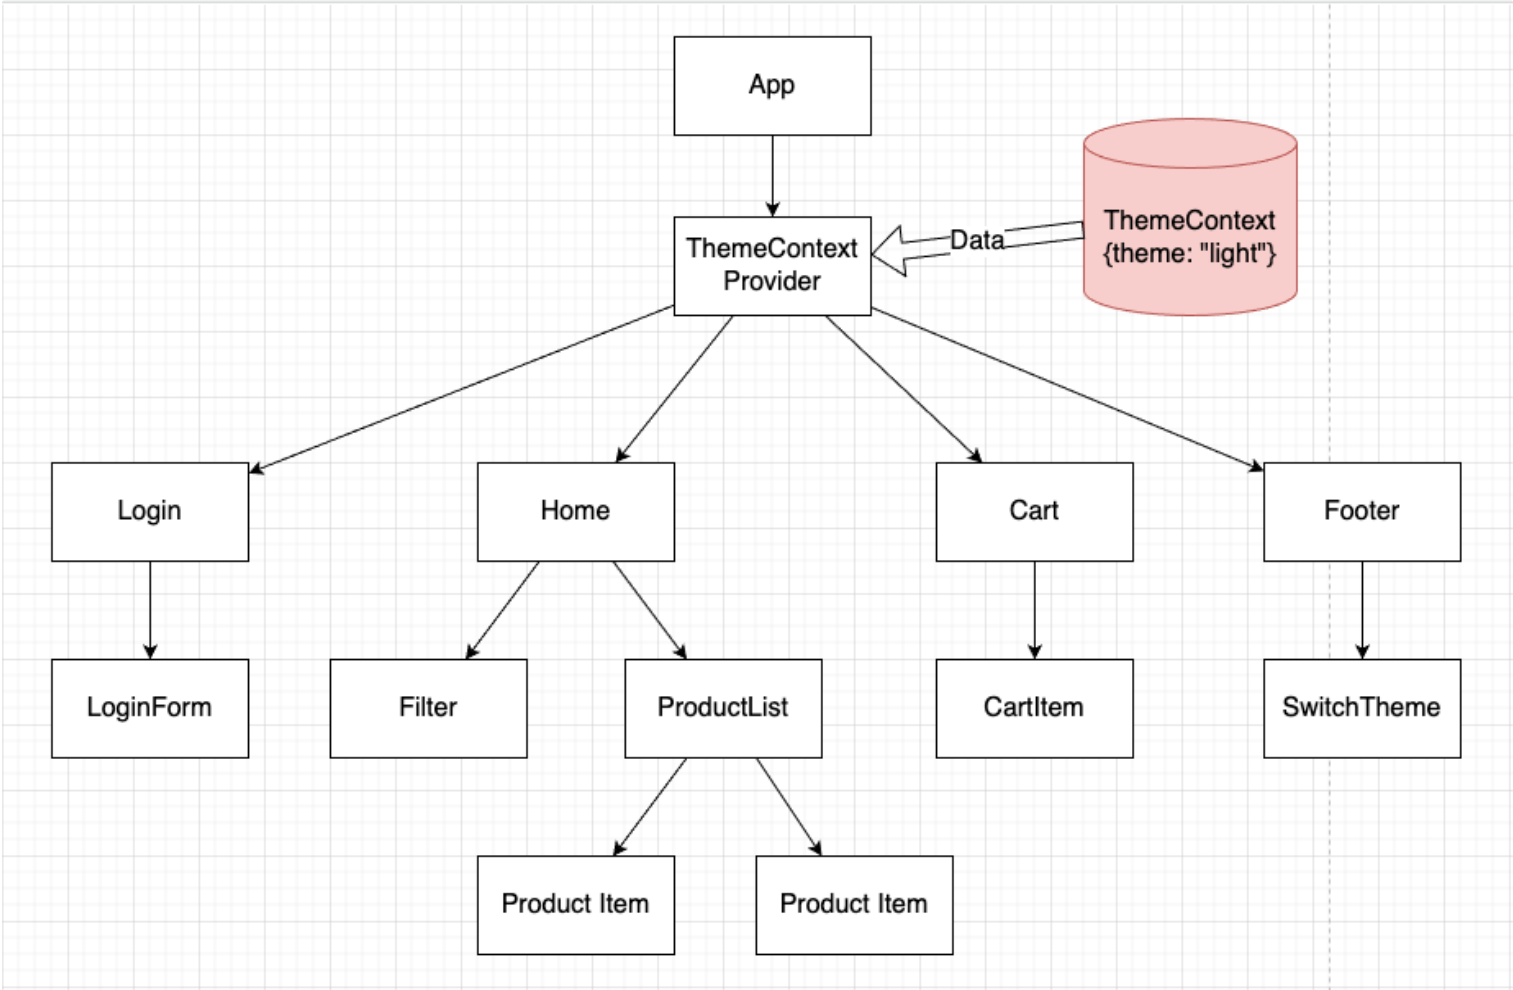 App
ThemeContext
{theme: "light"}
Data
ThemeContext
Provider
Login
Home
Cart
Footer
LoginForm
Filter
ProductList
CartItem
SwitchTheme
Product Item
Product Item